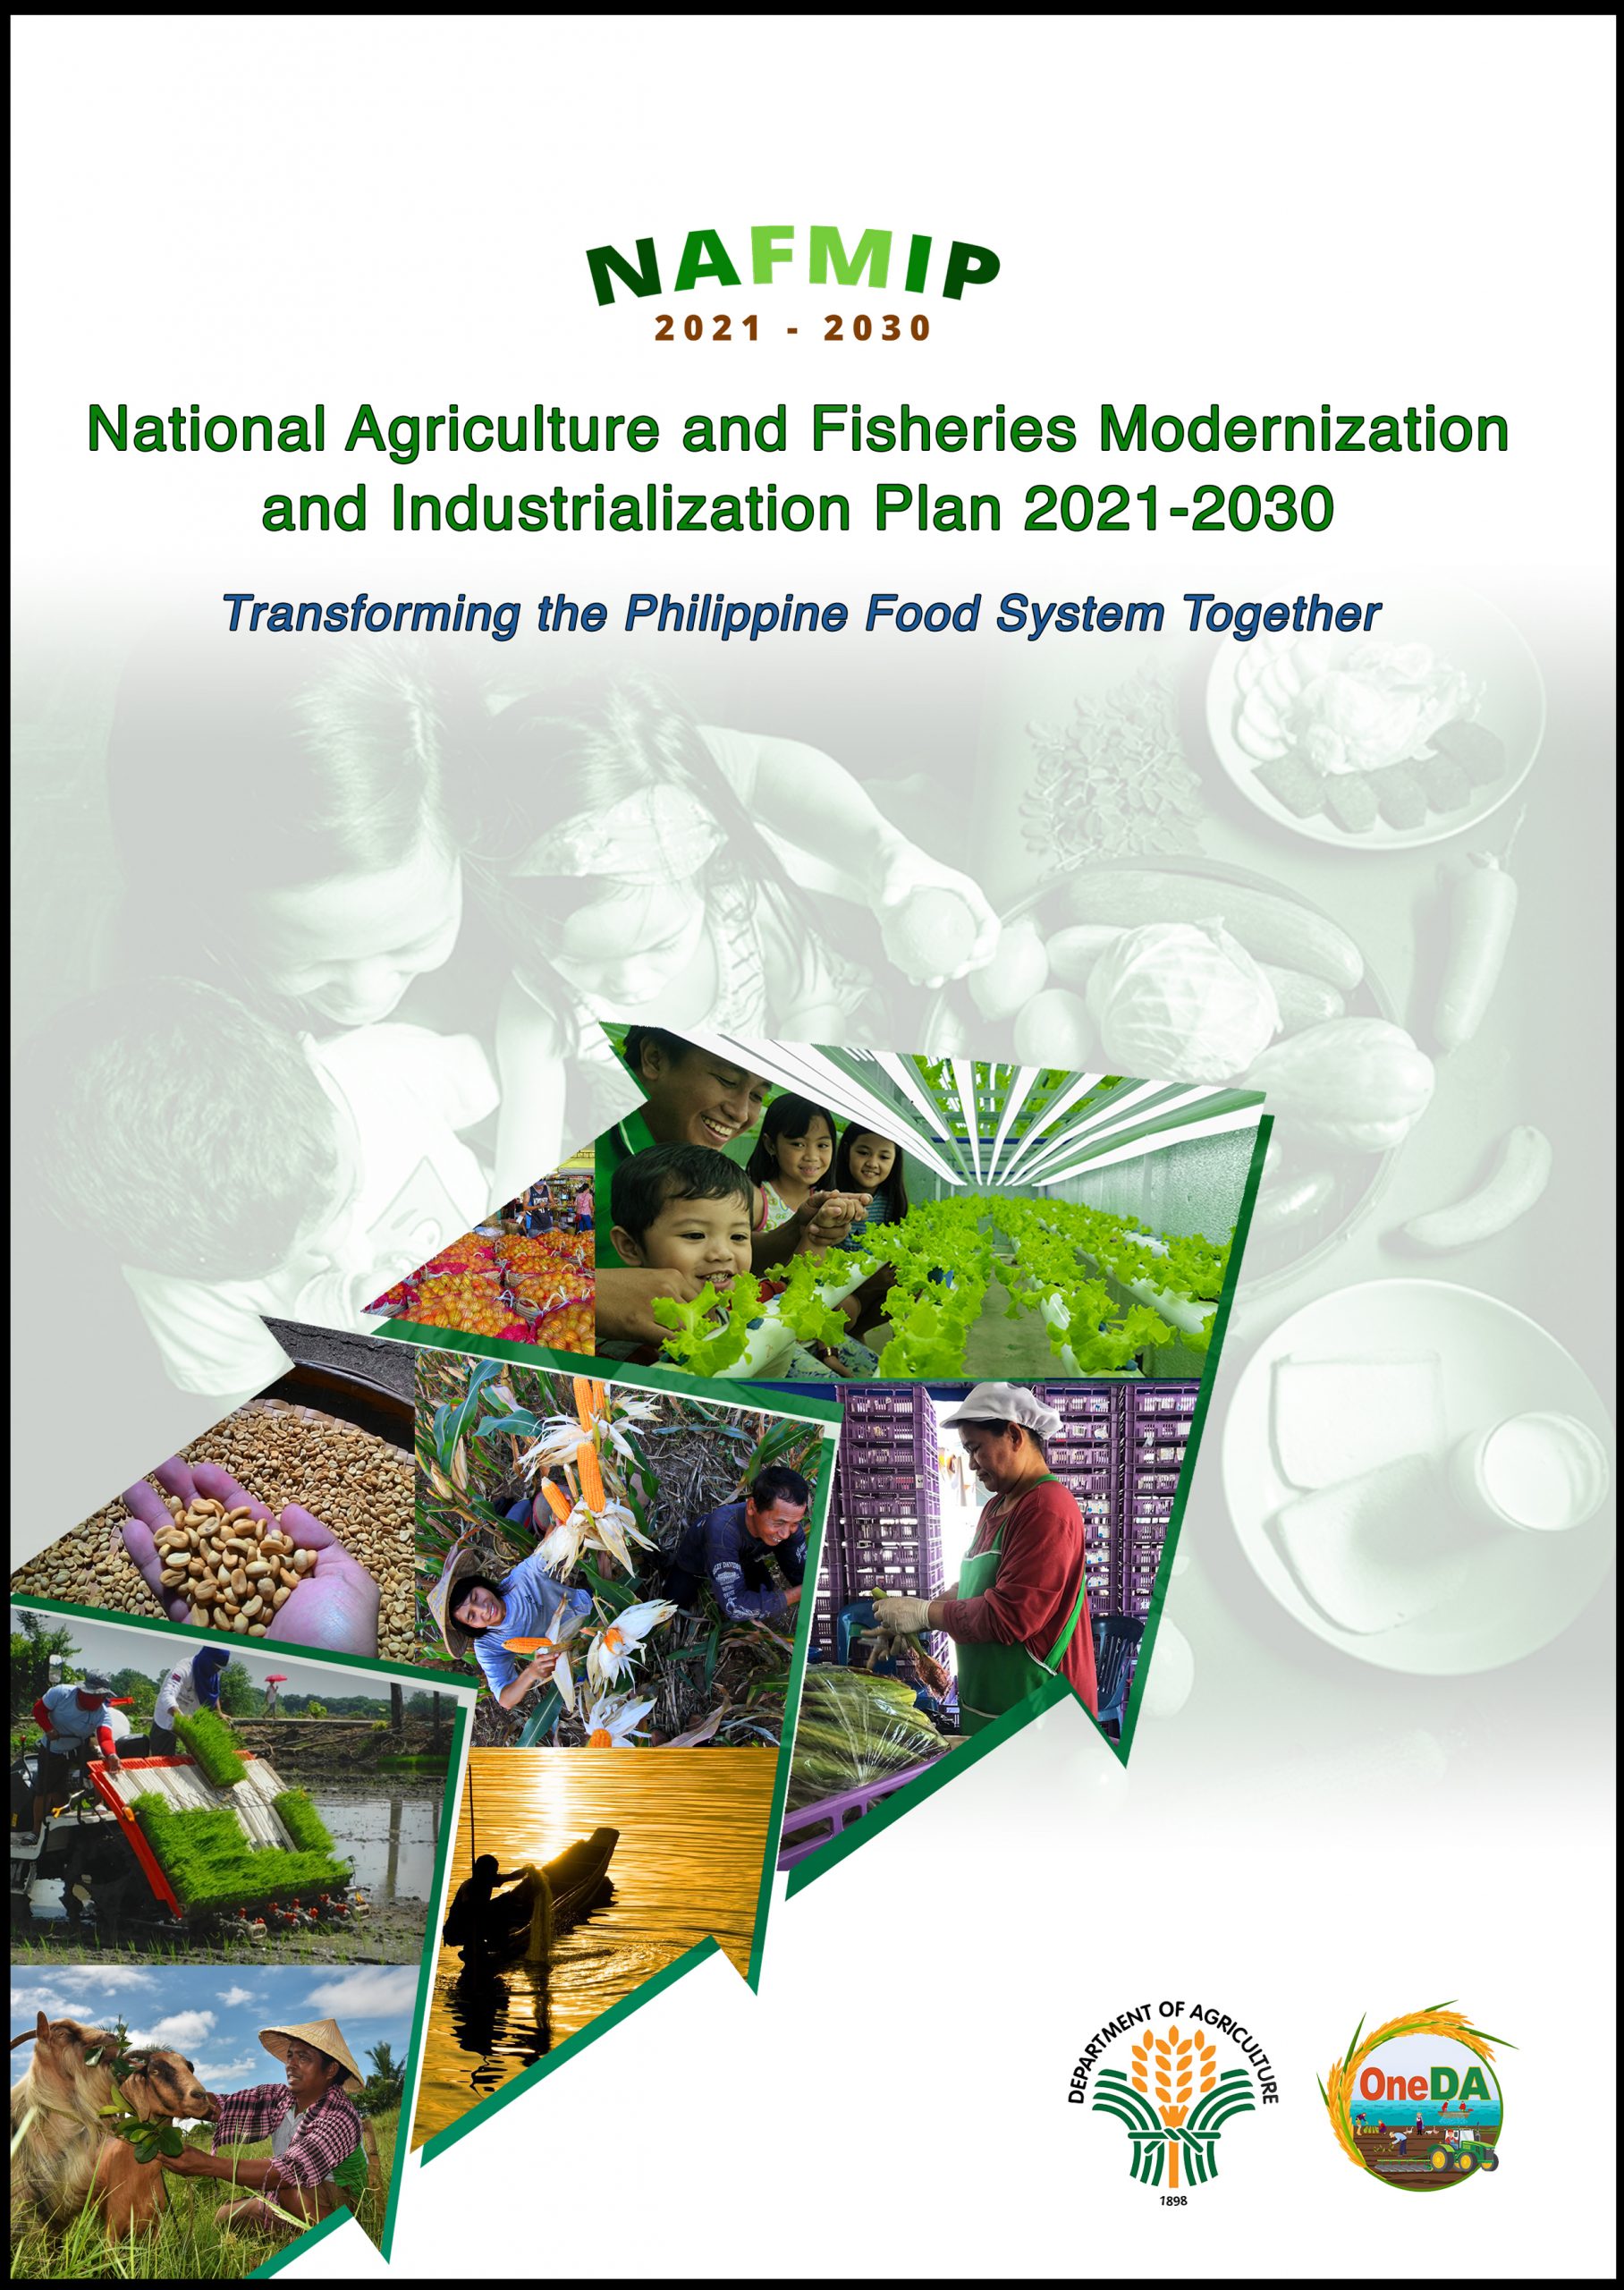 NAFMIP
2021 - 2030
National Agriculture and Fisheries Modernization
and Industrialization Plan 2021-2030
Transforming the Philippine Food System Together
DEPARTMENT OF AGRICULTURE
1898
OneDA